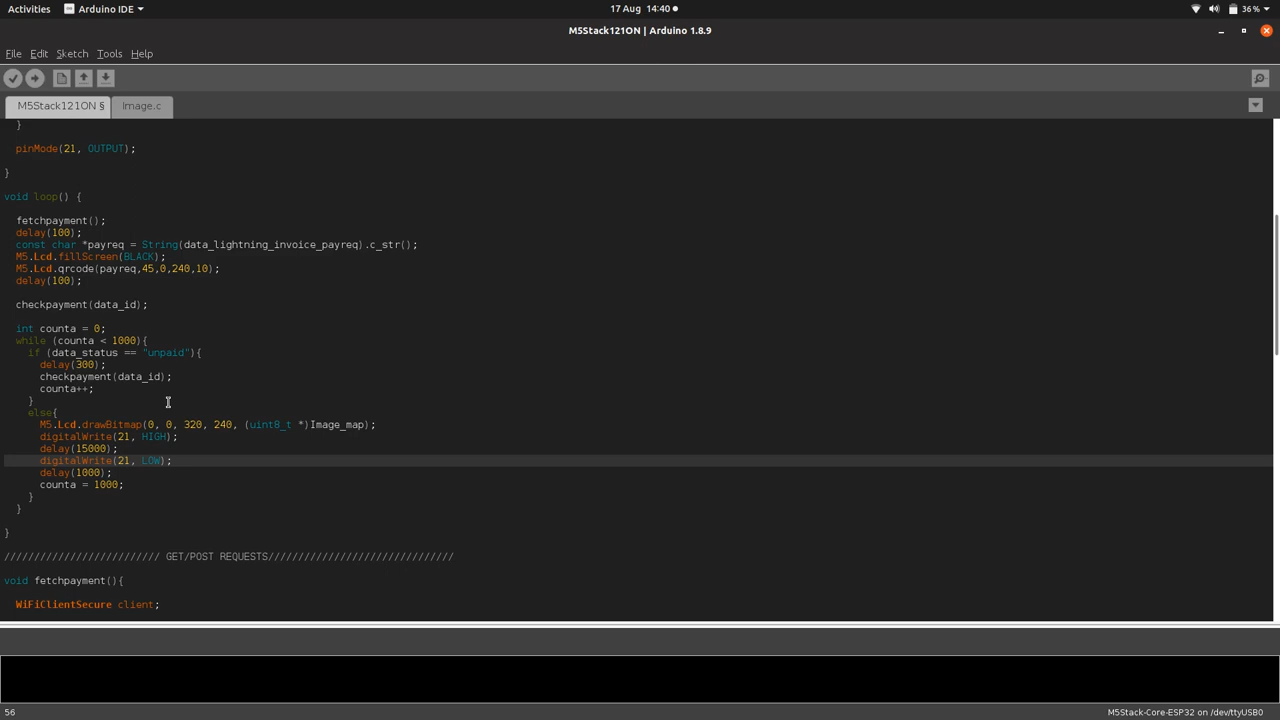 Activities Arduino IDE 17 Aug 14:40 36%
M5Stack121ON | Arduino 1.8.9
File Edit Sketch Tools Help
M5Stack121ON § Image.c
}
pinMode(21, OUTPUT);
}
void loop() {
fetchpayment();
delay(100);
const char *payreq = String(data_lightning_invoice_payreq).c_str();
M5.Lcd.fillScreen(BLACK);
M5.Lcd.qrcode(payreq,45,0,240,10);
delay(100);
checkpayment(data_id);
int counta = 0;
while (counta < 1000){
if (data_status == "unpaid"){
delay(300);
checkpayment(data_id);
counta++;
}
else{
M5.Lcd.drawBitmap(0, 0, 320, 240, (uint8_t *)Image_map);
digitalWrite(21, HIGH);
delay(15000);
digitalWrite(21, LOW);
delay(1000);
counta = 1000;
}
}
}
////////////////////////// GET/POST REQUESTS///////////////////////////////
void fetchpayment(){
WiFiClientSecure client;
56 M5Stack-Core-ESP32 on /dev/ttyUSB0